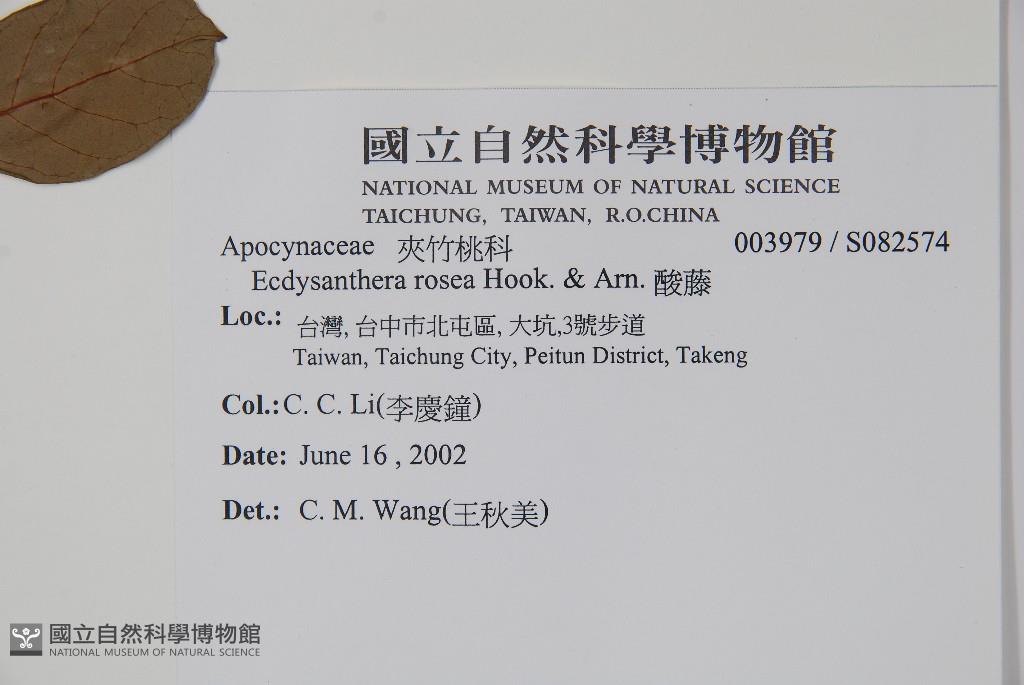 國立自然科學博物館
NATIONAL MUSEUM OF NATURAL SCIENCE
TAICHUNG, TAIWAN, R.O.CHINA
Apocynaceae 夾竹桃科 003979 / S082574
Ecdysanthera rosea Hook. & Arn. 酸藤
Loc.: 台灣, 台中市北屯區, 大坑,3號步道
Taiwan, Taichung City, Peitun District, Takeng
Col.: C. C. Li(李慶鐘)
Date: June 16 , 2002
Det.: C. M. Wang(王秋美)
國立自然科學博物館
NATIONAL MUSEUM OF NATURAL SCIENCE